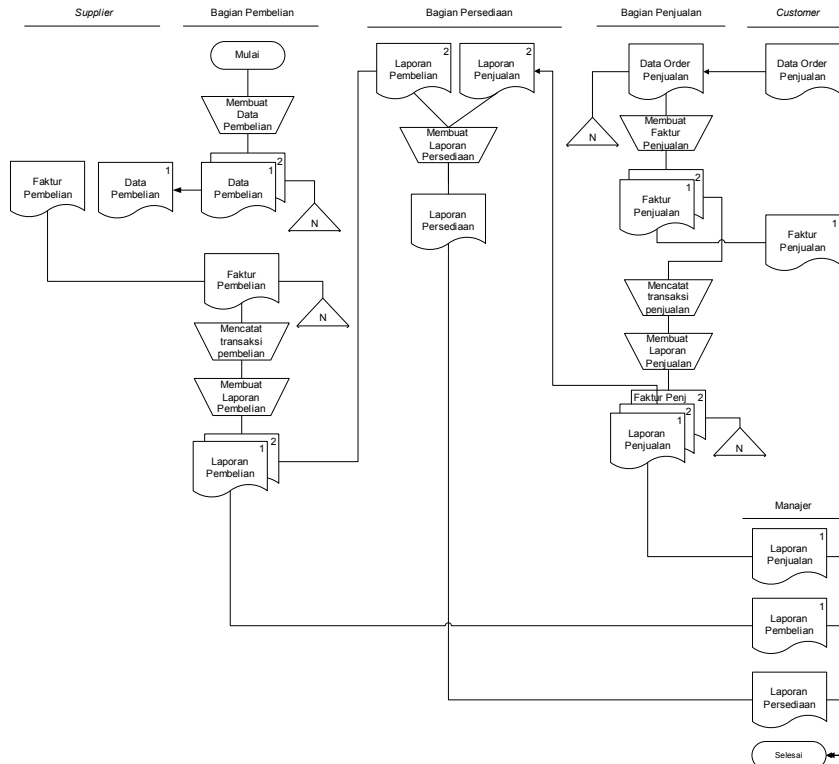 Supplier
Bagian Pembelian
Bagian Persediaan
Bagian Penjualan
Customer
Mulai
Membuat
Data
Pembelian
Faktur
Pembelian
1
Data
Pembelian
2
1
Data
Pembelian
N
Faktur
Pembelian
N
Mencatat
transaksi
pembelian
Membuat
Laporan
Pembelian
2
1
Laporan
Pembelian
2
Laporan
Pembelian
2
Laporan
Penjualan
Membuat
Laporan
Persediaan
Laporan
Persediaan
Data Order
Penjualan
Data Order
Penjualan
N
Membuat
Faktur
Penjualan
2
1
Faktur
Penjualan
1
Faktur
Penjualan
Mencatat
transaksi
penjualan
Membuat
Laporan
Penjualan
Faktur Penj
2
2
1
Laporan
Penjualan
N
Manajer
1
Laporan
Penjualan
1
Laporan
Pembelian
Laporan
Persediaan
Selesai